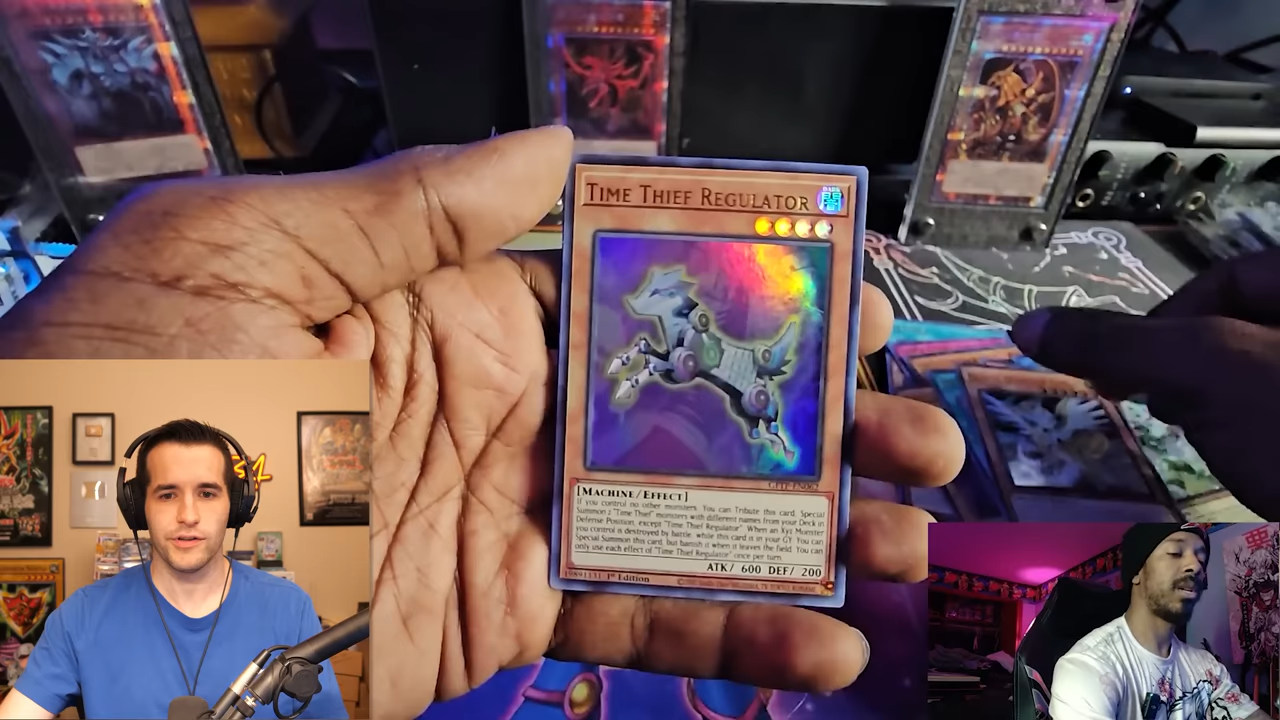 TIME THIEF REGULATOR
DARK
闇
[MACHINE/EFFECT]
If you control no other monsters: You can Tribute this card; Special
Summon 2 "Time Thief" monsters with different names from your Deck in
Defense Position, except "Time Thief Regulator". When an Xyz Monster
you control is destroyed by battle, while this card is in your GY: You can
Special Summon this card, but banish it when it leaves the field. You can
only use each effect of "Time Thief Regulator" once per turn.
ATK/ 600 DEF/ 200
19891131 1st Edition